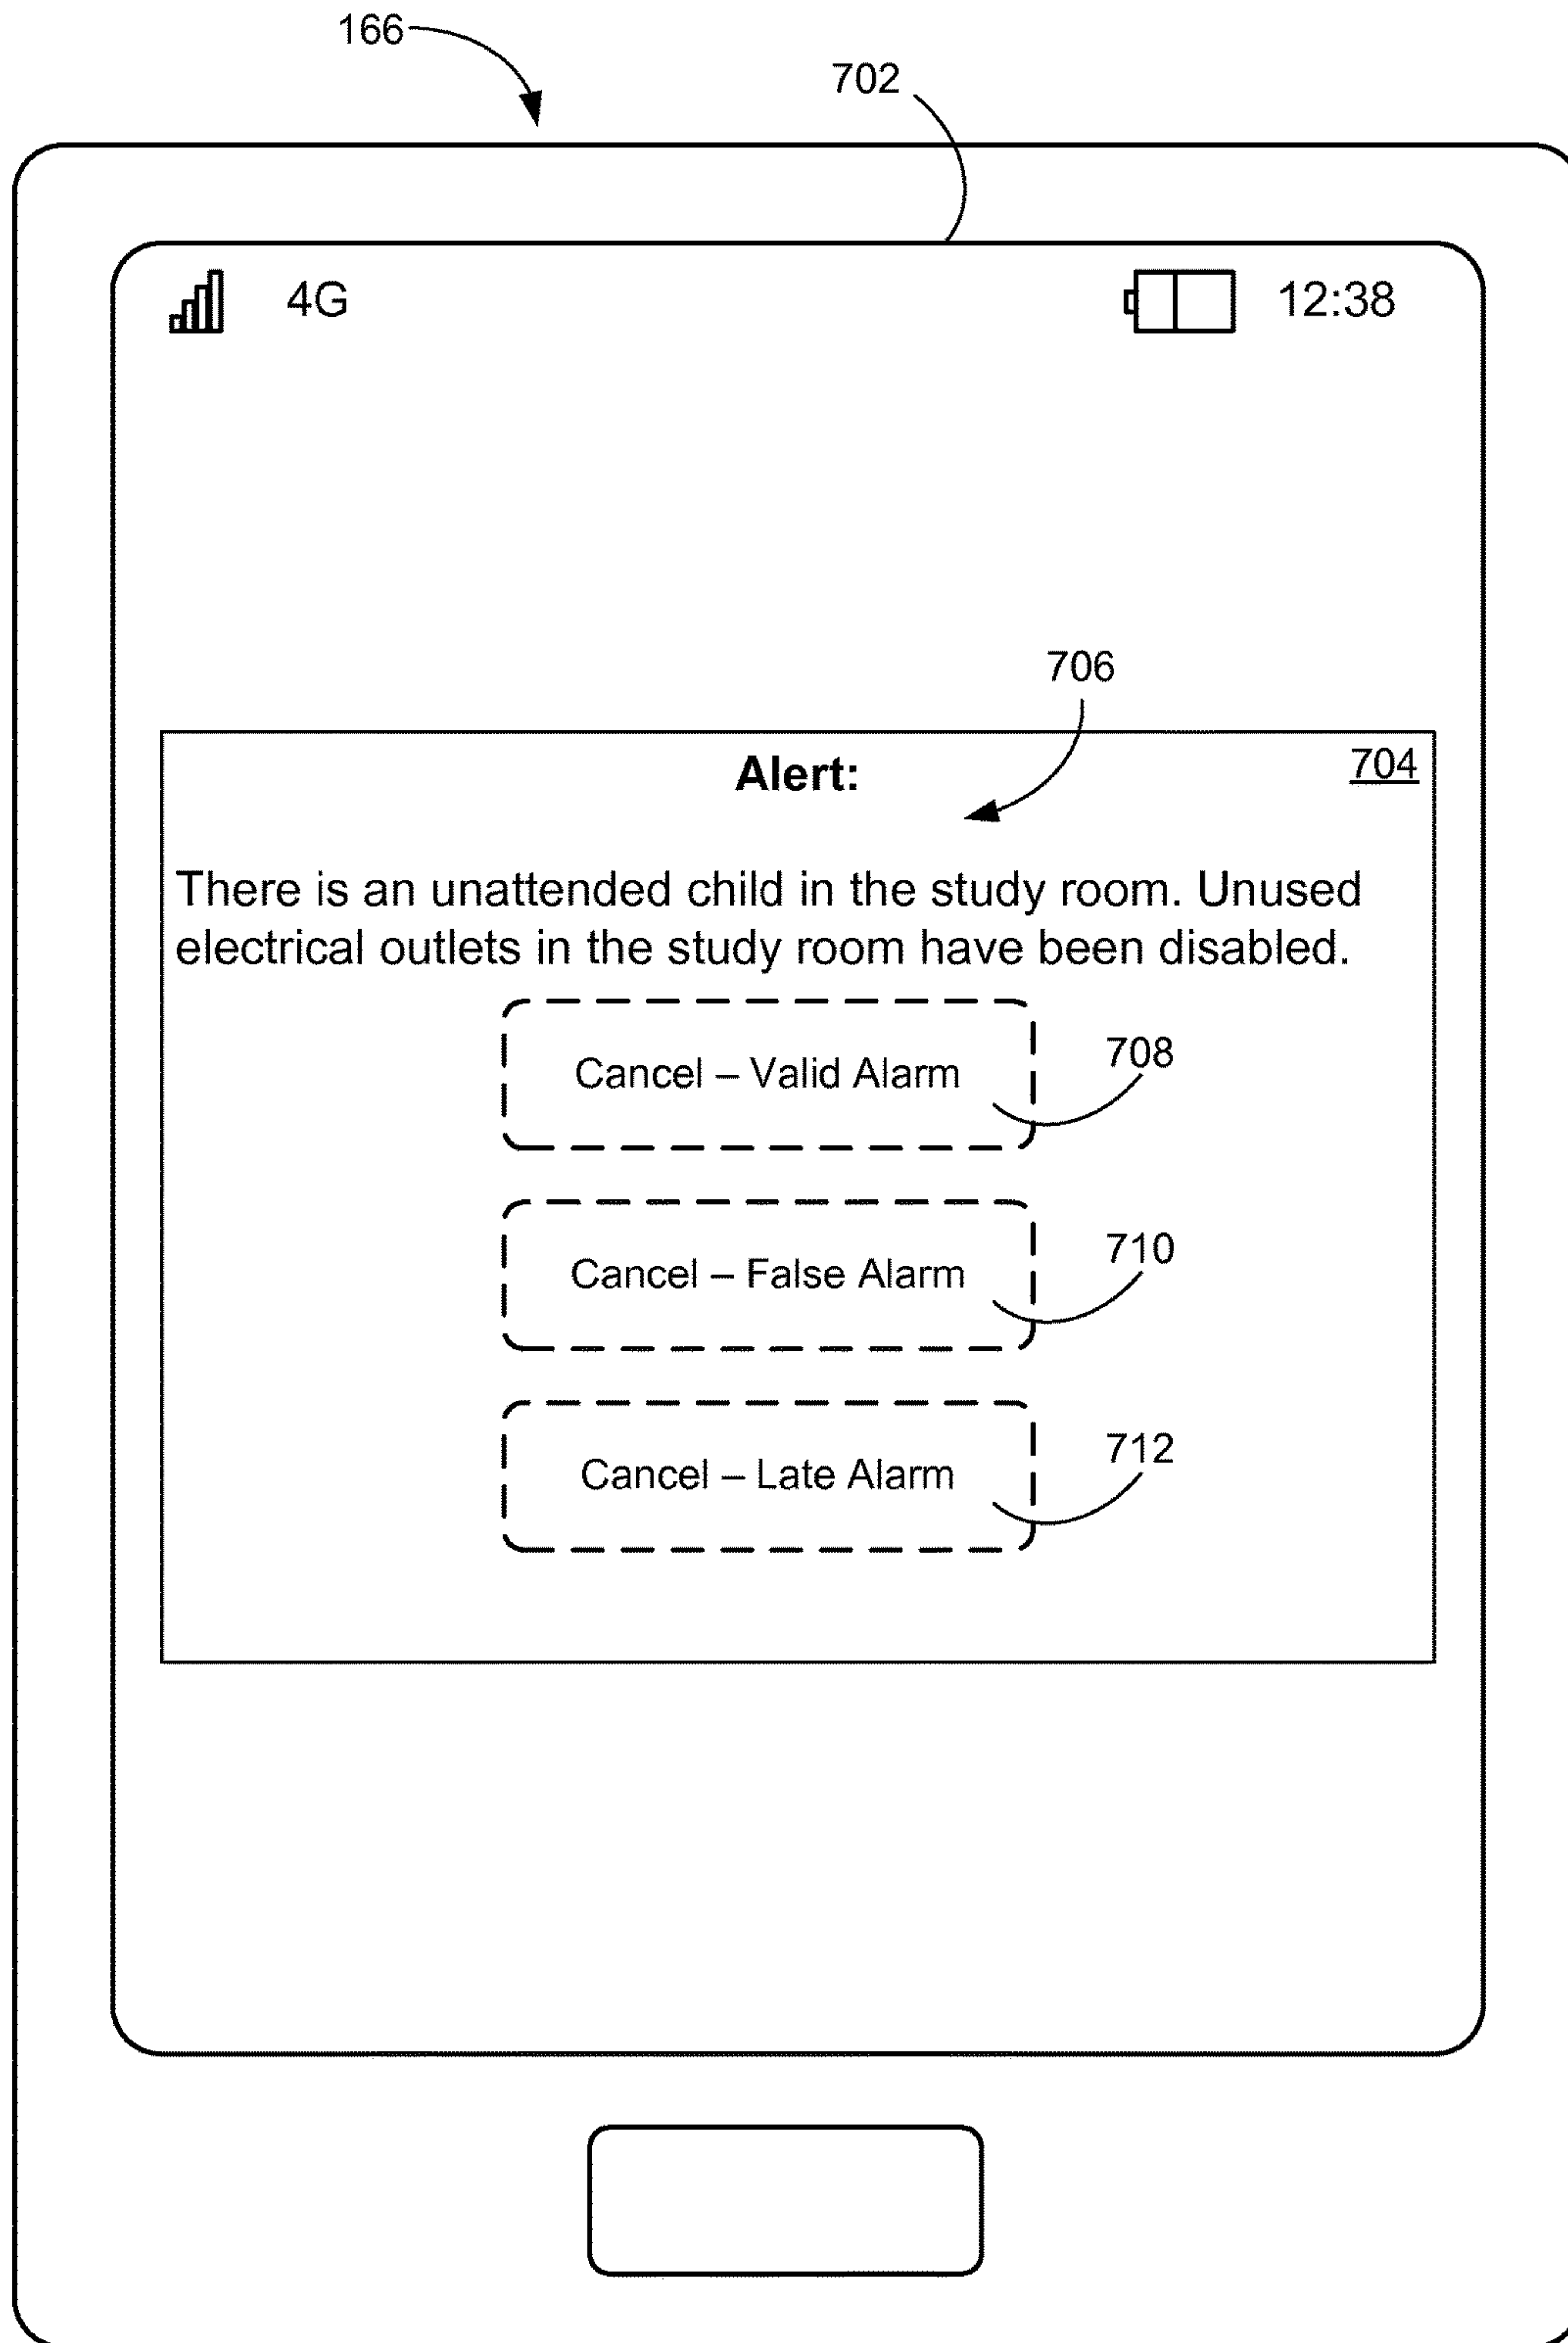 166
702
4G
12:38
706
Alert:
704
There is an unattended child in the study room. Unused
electrical outlets in the study room have been disabled.
Cancel – Valid Alarm
708
Cancel – False Alarm
710
Cancel – Late Alarm
712